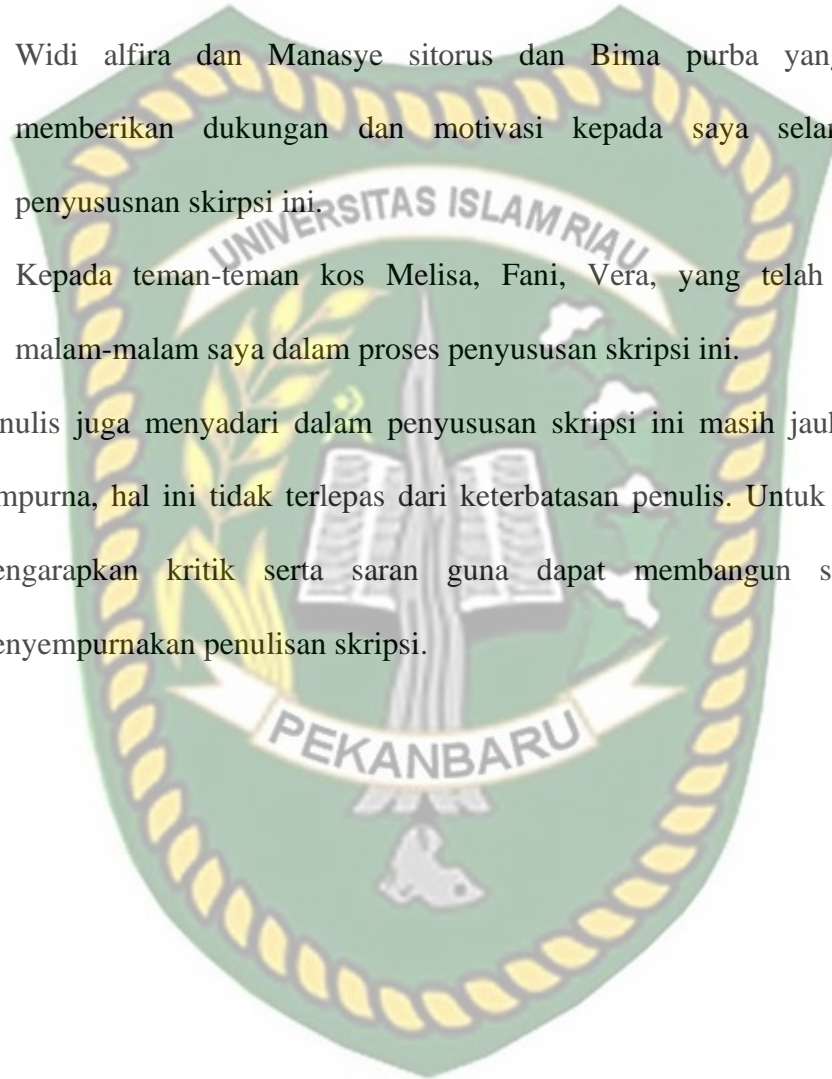 Widi alfira dan Manasye sitorus dan Bima purba yang
memberikan dukungan dan motivasi kepada saya selam
penyususnan skirpsi ini.
UNIVERSITAS ISLAM RIAU
Kepada teman-teman kos Melisa, Fani, Vera, yang telah
malam-malam saya dalam proses penyususan skripsi ini.
nulis juga menyadari dalam penyususan skripsi ini masih jauh
mpurna, hal ini tidak terlepas dari keterbatasan penulis. Untuk
engarapkan kritik serta saran guna dapat membangun s
enyempurnakan penulisan skripsi.
PEKANBARU